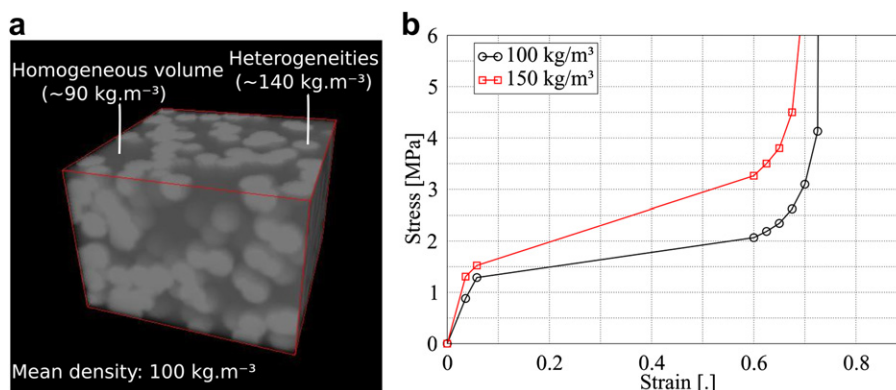 a
Homogeneous volume
(~90 kg.m⁻³)
Heterogeneities
(~140 kg.m⁻³)
Mean density: 100 kg.m⁻³
b
100 kg/m³
150 kg/m³
Stress [MPa]
6
5
4
3
2
1
0
0 0.2 0.4 0.6 0.8
Strain [.]